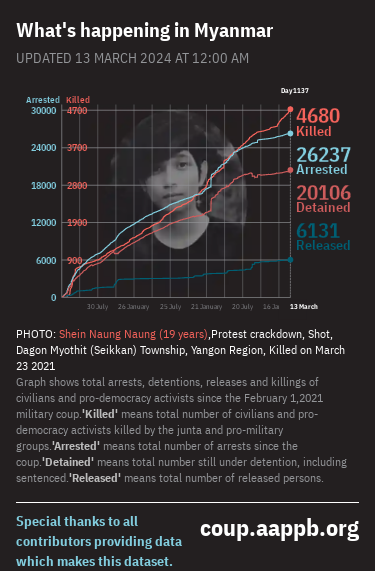 What's happening in Myanmar
UPDATED 13 MARCH 2024 AT 12:00 AM
Day1137
Arrested Killed
30000 4700
24000 3700
18000 2800
12000 1900
6000 900
0
4680
Killed
26237
Arrested
20106
Detained
6131
Released
30 July 26 January 25 July 21 January 20 July 16 Ja 13 March
PHOTO: Shein Naung Naung (19 years),Protest crackdown, Shot,
Dagon Myothit (Seikkan) Township, Yangon Region, Killed on March
23 2021
Graph shows total arrests, detentions, releases and killings of
civilians and pro-democracy activists since the February 1,2021
military coup.'Killed' means total number of civilians and pro-
democracy activists killed by the junta and pro-military
groups.'Arrested' means total number of arrests since the
coup.'Detained' means total number still under detention, including
sentenced.'Released' means total number of released persons.
Special thanks to all
contributors providing data
which makes this dataset.
coup.aappb.org